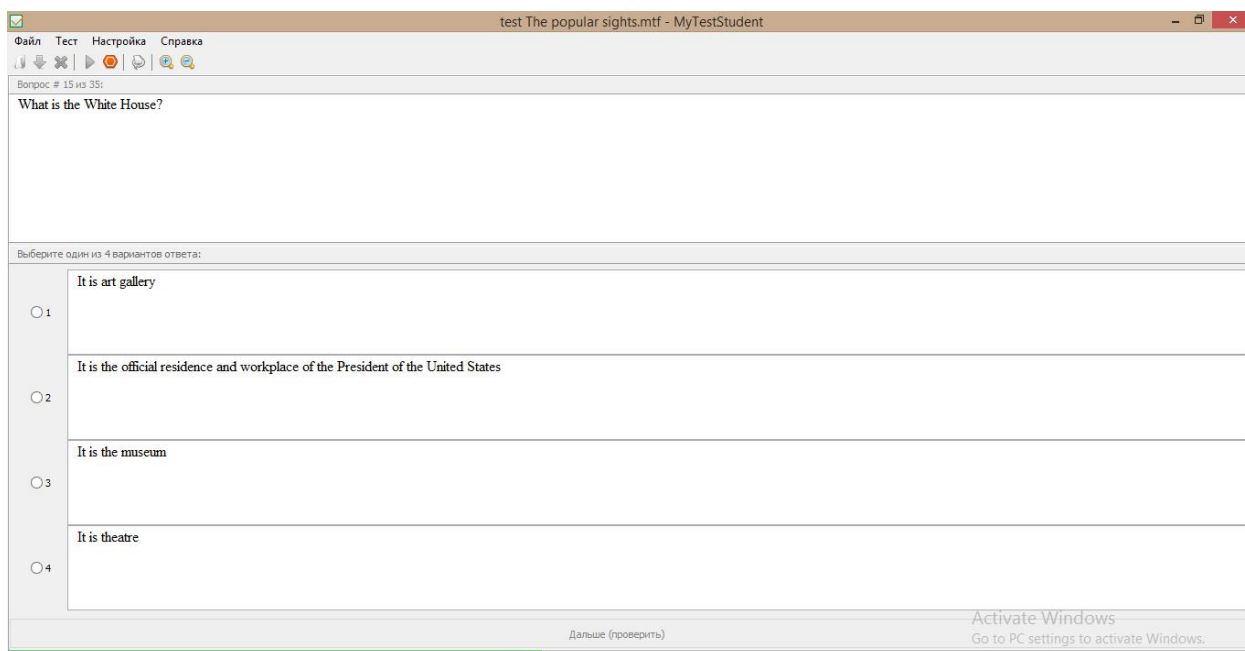 test The popular sights.mtf - MyTestStudent
Файл Тест Настройка Справка
Вопрос # 15 из 35:
What is the White House?
Выберите один из 4 вариантов ответа:
It is art gallery
1
It is the official residence and workplace of the President of the United States
2
It is the museum
3
It is theatre
4
Activate Windows
Дальше (проверить)
Go to PC settings to activate Windows.